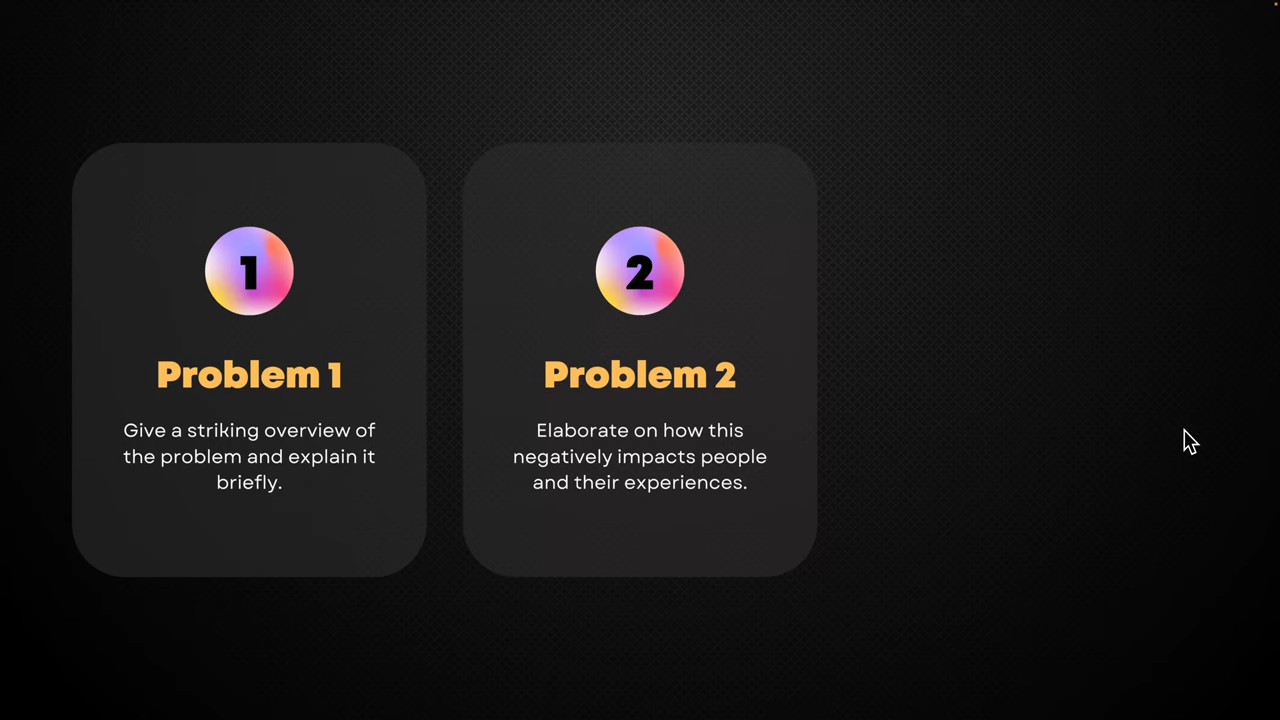 1
Problem 1
Give a striking overview of
the problem and explain it
briefly.
2
Problem 2
Elaborate on how this
negatively impacts people
and their experiences.